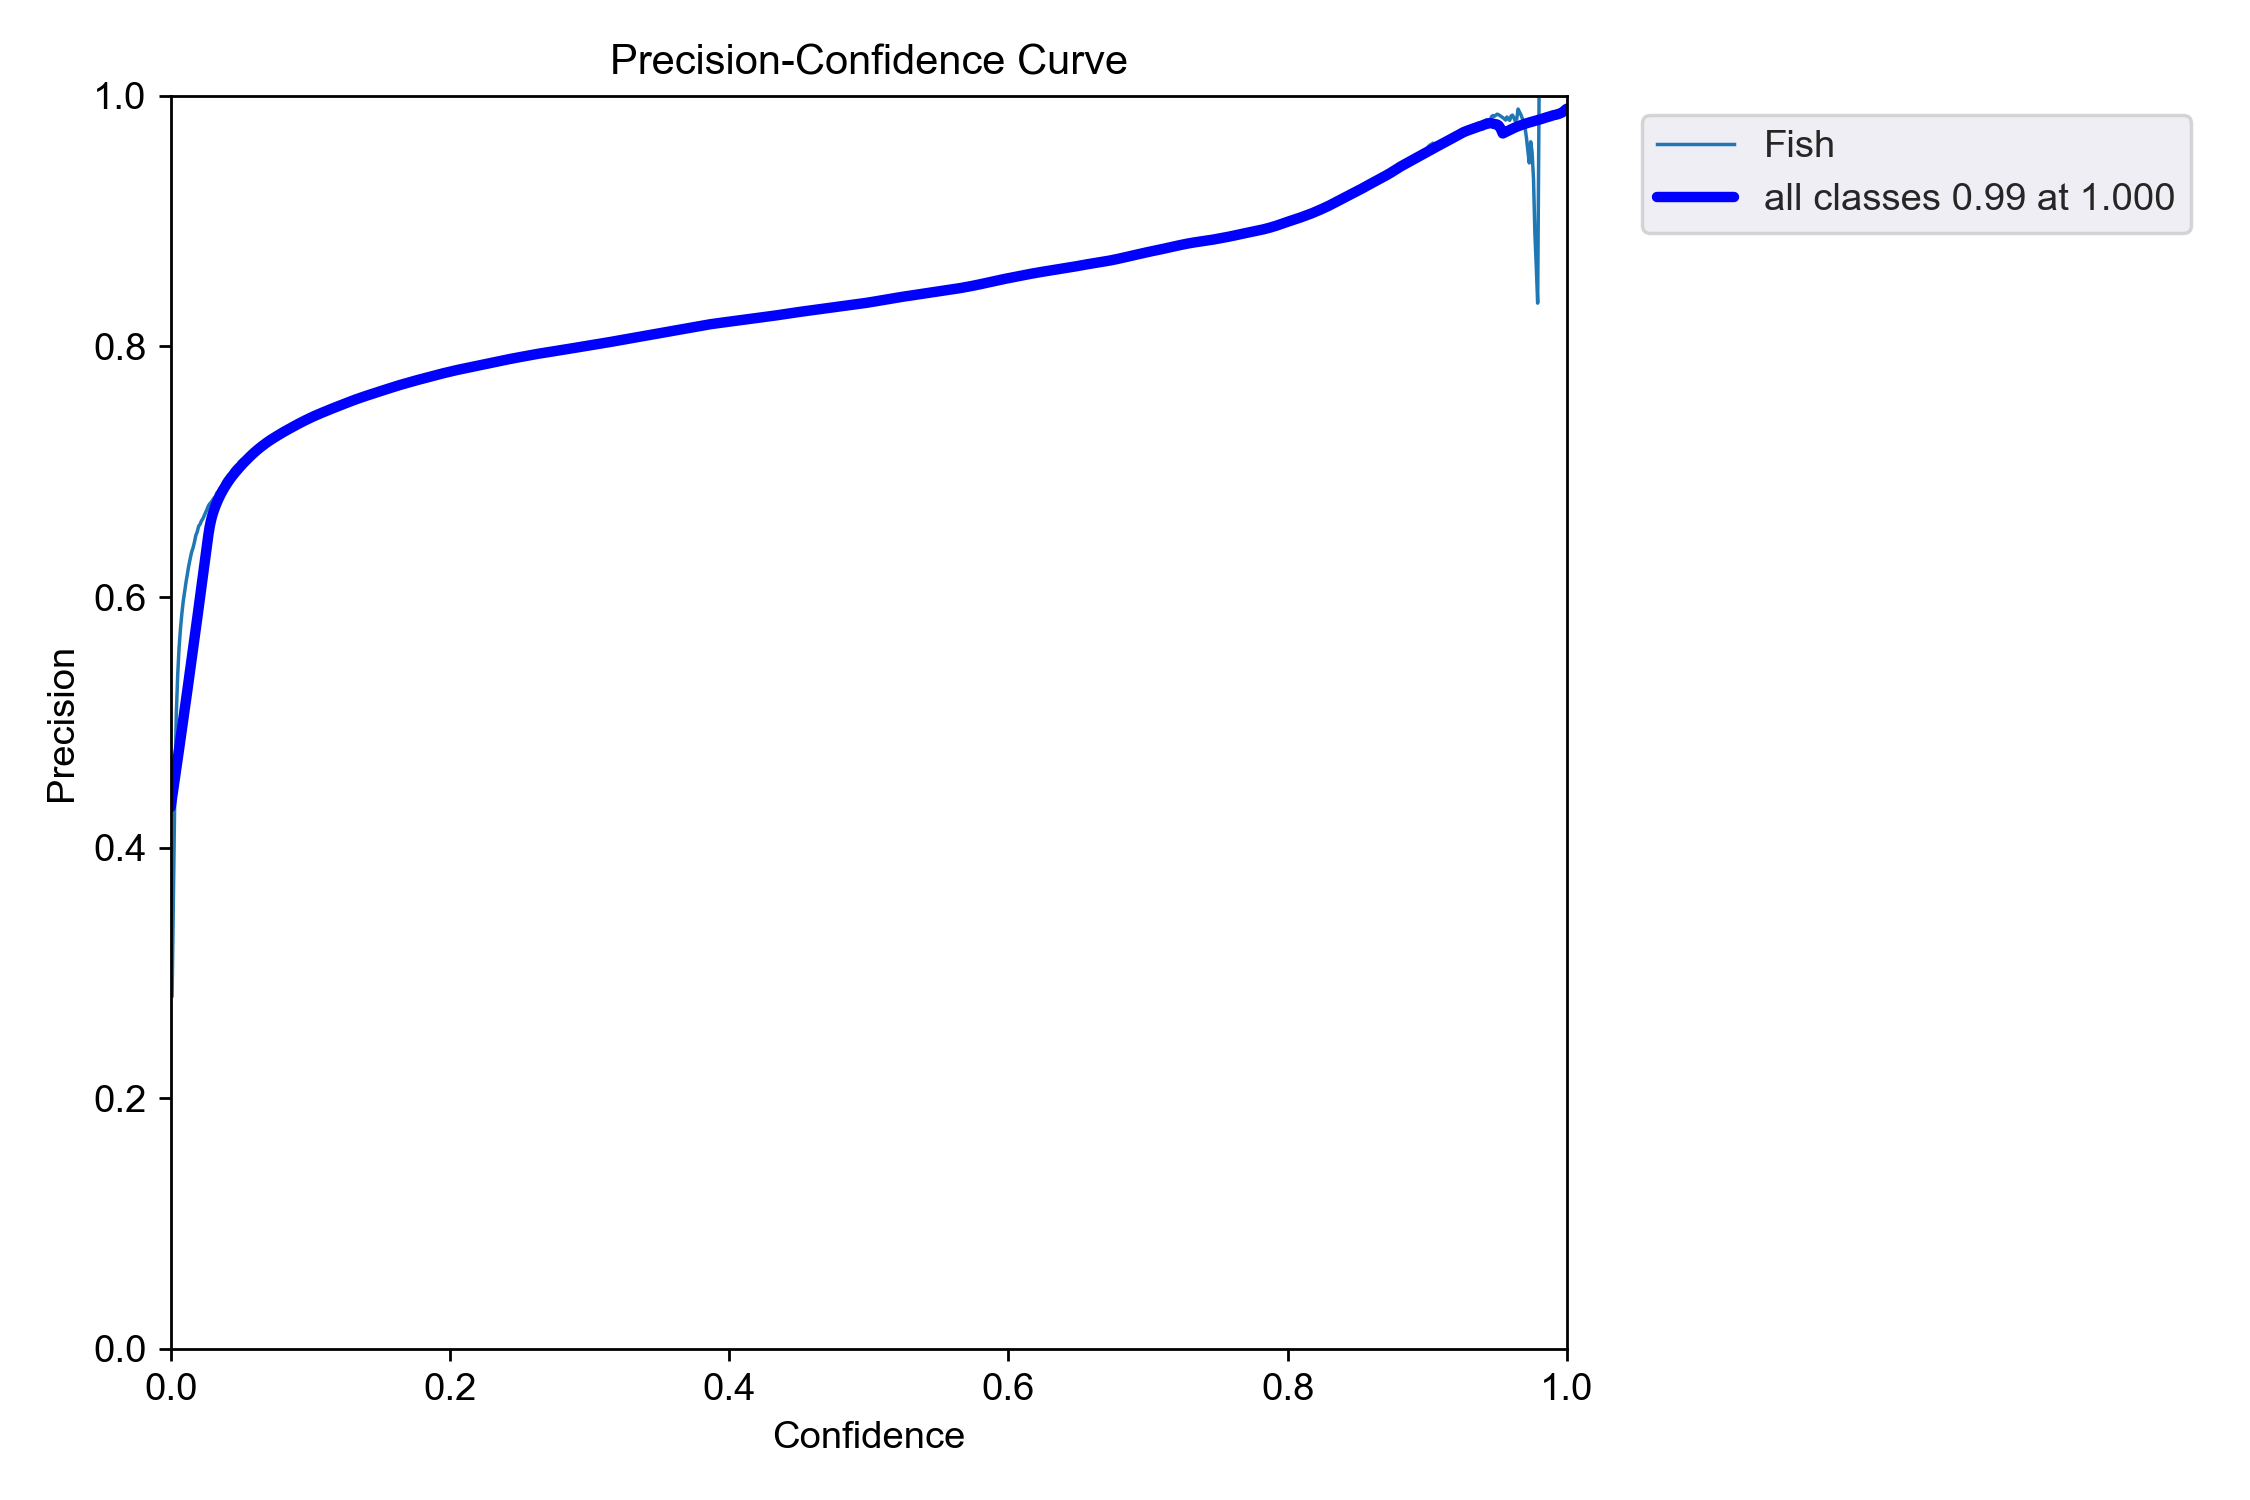 Precision-Confidence Curve
1.0
0.8
0.6
0.4
0.2
0.0
Precision
0.0 0.2 0.4 0.6 0.8 1.0
Confidence
Fish
all classes 0.99 at 1.000